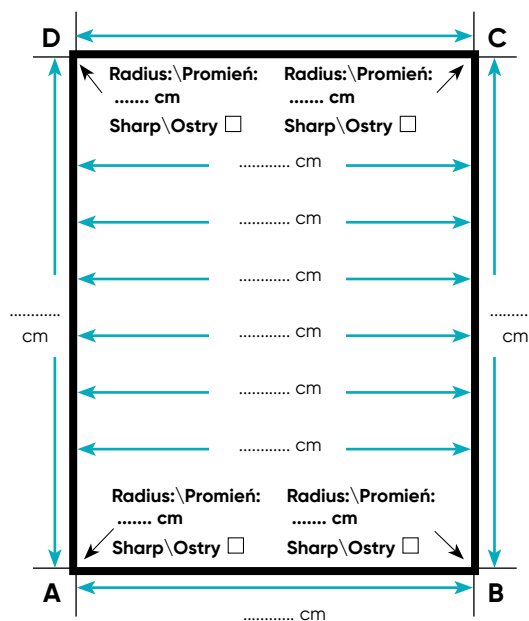 D C
Radius:\Promień: Radius:\Promień:
....... cm ....... cm
Sharp\Ostry □ Sharp\Ostry □
............ cm
............ cm
............ cm
............ .........
............ cm
cm cm
............ cm
............ cm
Radius:\Promień: Radius:\Promień:
....... cm ....... cm
Sharp\Ostry □ Sharp\Ostry □
A B
............ cm